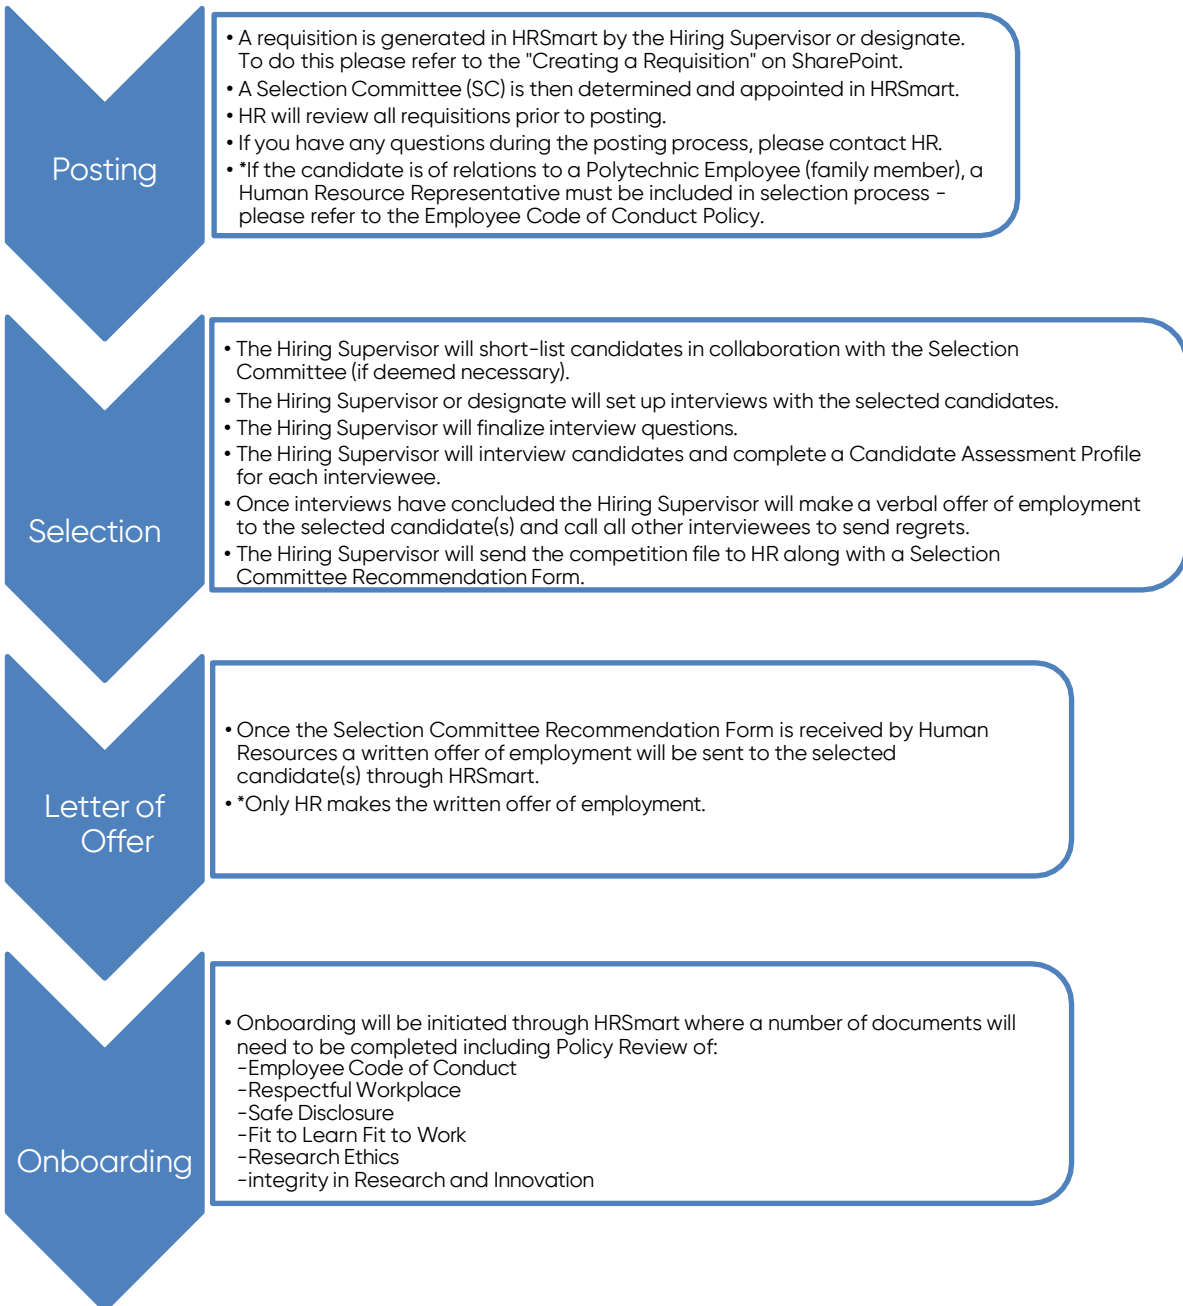 Posting
• A requisition is generated in HRSmart by the Hiring Supervisor or designate.
To do this please refer to the "Creating a Requisition" on SharePoint.
• A Selection Committee (SC) is then determined and appointed in HRSmart.
• HR will review all requisitions prior to posting.
• If you have any questions during the posting process, please contact HR.
• *If the candidate is of relations to a Polytechnic Employee (family member), a
Human Resource Representative must be included in selection process -
please refer to the Employee Code of Conduct Policy.
Selection
• The Hiring Supervisor will short-list candidates in collaboration with the Selection
Committee (if deemed necessary).
• The Hiring Supervisor or designate will set up interviews with the selected candidates.
• The Hiring Supervisor will finalize interview questions.
• The Hiring Supervisor will interview candidates and complete a Candidate Assessment Profile
for each interviewee.
• Once interviews have concluded the Hiring Supervisor will make a verbal offer of employment
to the selected candidate(s) and call all other interviewees to send regrets.
• The Hiring Supervisor will send the competition file to HR along with a Selection
Committee Recommendation Form.
Letter of
Offer
• Once the Selection Committee Recommendation Form is received by Human
Resources a written offer of employment will be sent to the selected
candidate(s) through HRSmart.
• *Only HR makes the written offer of employment.
Onboarding
• Onboarding will be initiated through HRSmart where a number of documents will
need to be completed including Policy Review of:
-Employee Code of Conduct
-Respectful Workplace
-Safe Disclosure
-Fit to Learn Fit to Work
-Research Ethics
-integrity in Research and Innovation